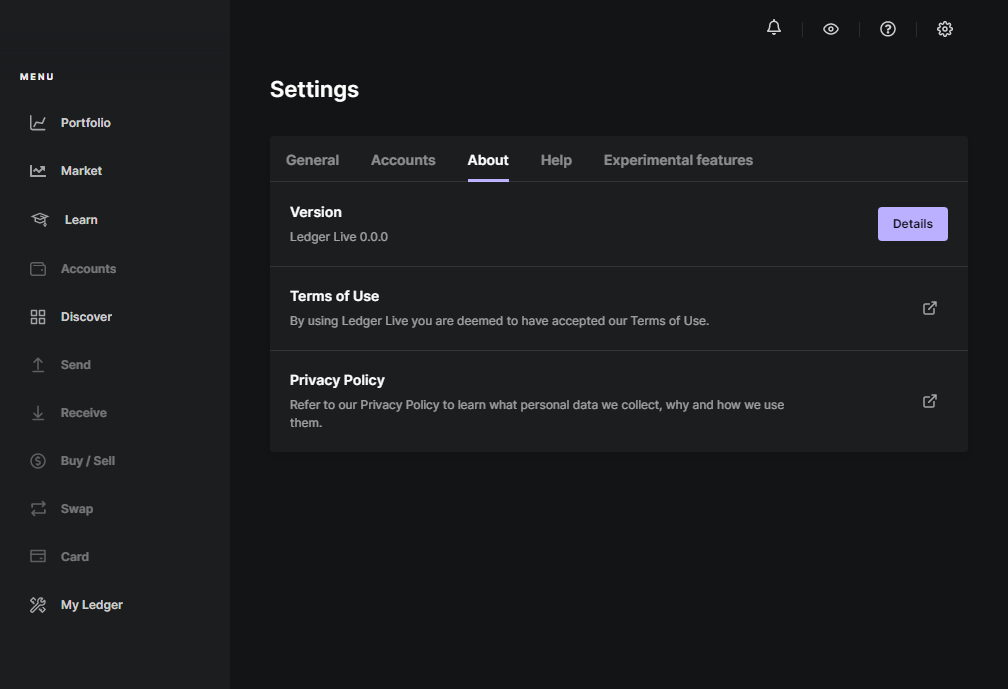 MENU
Portfolio
Market
Learn
Accounts
Discover
Send
Receive
Buy / Sell
Swap
Card
My Ledger
Settings
General Accounts About Help Experimental features
Version
Ledger Live 0.0.0
Details
Terms of Use
By using Ledger Live you are deemed to have accepted our Terms of Use.
Privacy Policy
Refer to our Privacy Policy to learn what personal data we collect, why and how we use
them.